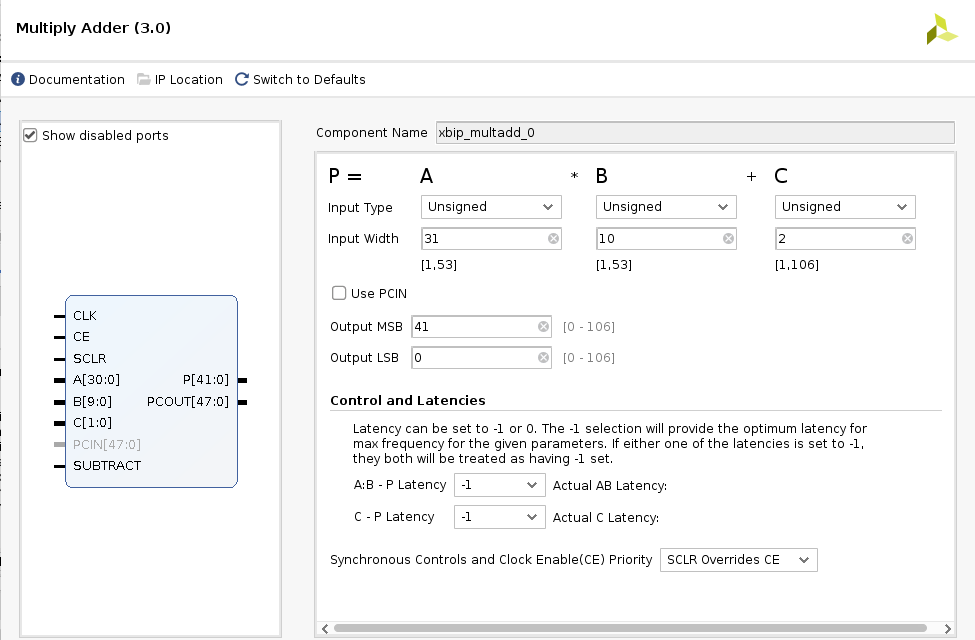 Multiply Adder (3.0)
Documentation IP Location Switch to Defaults
Show disabled ports
CLK
CE
SCLR
A[30:0] P[41:0]
B[9:0] PCOUT[47:0]
C[1:0]
PCIN[47:0]
SUBTRACT
Component Name xbip_multadd_0
P = A * B + C
Input Type Unsigned Unsigned Unsigned
Input Width 31 10 2
[1,53] [1,53] [1,106]
Use PCIN
Output MSB 41 [0 - 106]
Output LSB 0 [0 - 106]
Control and Latencies
Latency can be set to -1 or 0. The -1 selection will provide the optimum latency for
max frequency for the given parameters. If either one of the latencies is set to -1,
they both will be treated as having -1 set.
A:B - P Latency -1 Actual AB Latency:
C - P Latency -1 Actual C Latency:
Synchronous Controls and Clock Enable(CE) Priority SCLR Overrides CE